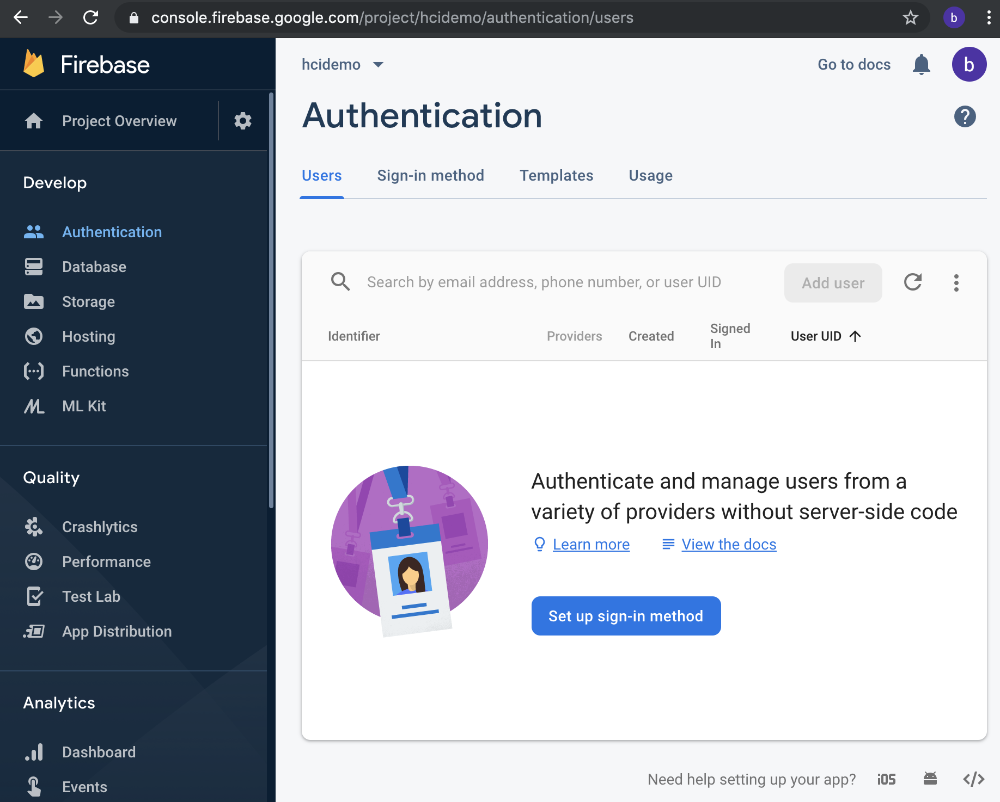 console.firebase.google.com/project/hcidemo/authentication/users
b
Firebase
hcidemo
Go to docs
b
Project Overview
Authentication
Develop
Users
Sign-in method
Templates
Usage
Authentication
Database
Storage
Hosting
Functions
ML Kit
Search by email address, phone number, or user UID
Add user
Identifier
Providers
Created
Signed
In
User UID
Quality
Crashlytics
Performance
Test Lab
App Distribution
Authenticate and manage users from a
variety of providers without server-side code
Learn more
View the docs
Set up sign-in method
Analytics
Dashboard
Events
Need help setting up your app?
iOS